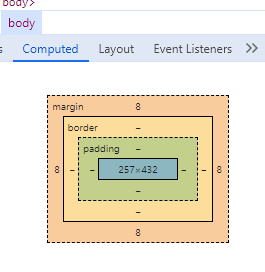 body>
body
s Computed Layout Event Listeners »
margin 8
border –
padding –
8 – – 257×432 – – 8
–
–
8